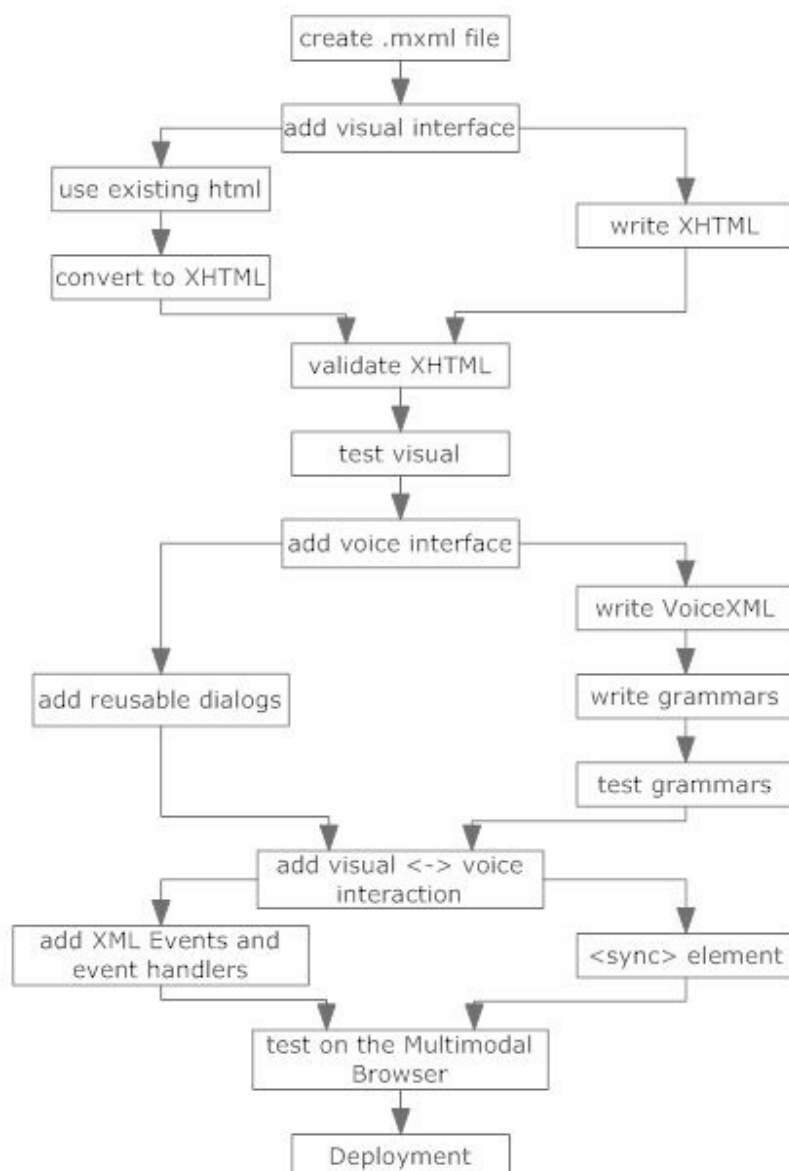 create .mxml file
add visual interface
use existing html
write XHTML
convert to XHTML
validate XHTML
test visual
add voice interface
write VoiceXML
add reusable dialogs
write grammars
test grammars
add visual <-> voice
interaction
add XML Events and
event handlers
<sync> element
test on the Multimodal
Browser
Deployment